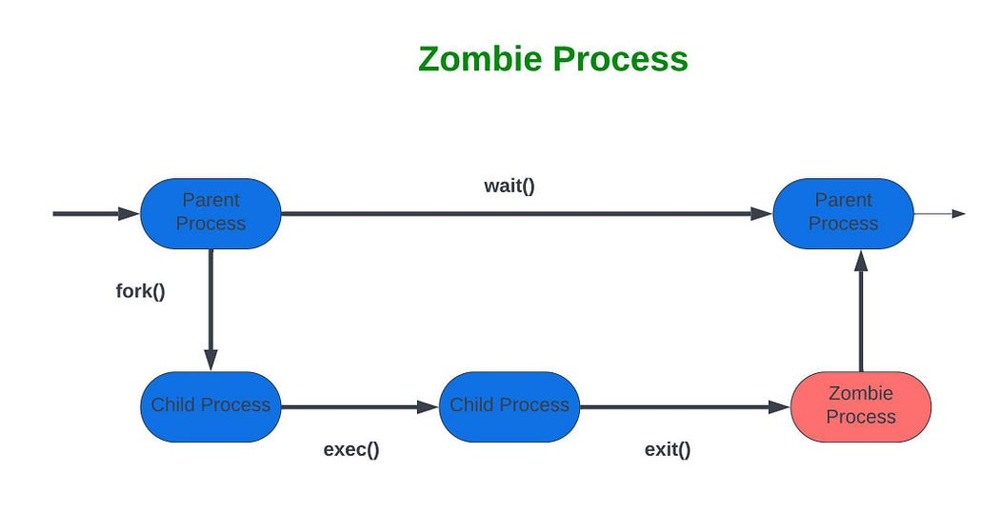 Zombie Process
wait()
Parent
Process
Parent
Process
fork()
Child Process
Child Process
Zombie
Process
exec()
exit()